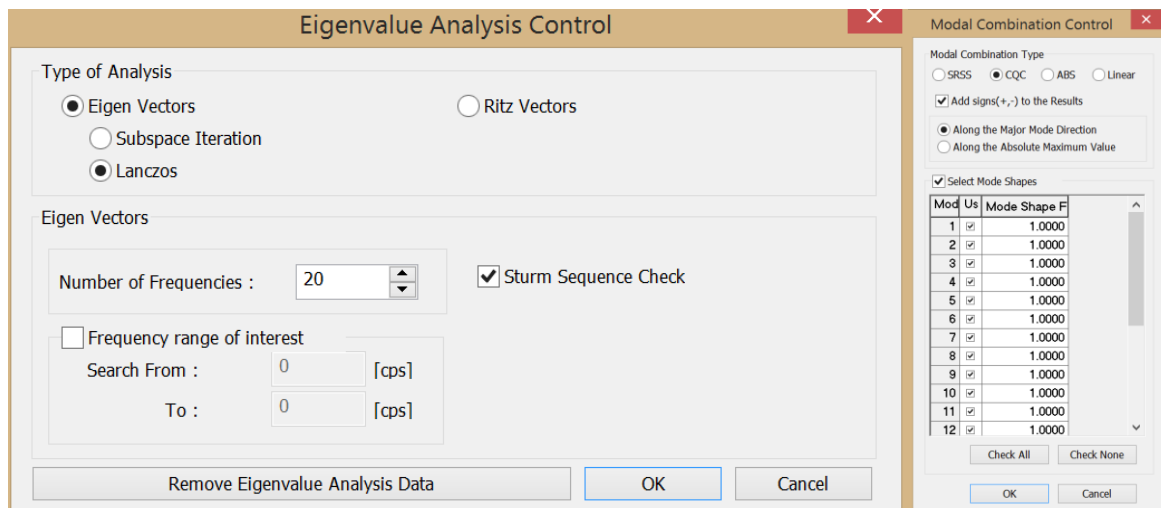 Eigenvalue Analysis Control
Type of Analysis
Eigen Vectors
Ritz Vectors
Subspace Iteration
Lanczos
Eigen Vectors
Number of Frequencies :
20
Sturm Sequence Check
Frequency range of interest
Search From :
0
[cps]
To :
0
[cps]
Remove Eigenvalue Analysis Data
OK
Cancel
Modal Combination Control
Modal Combination Type
SRSS CQC ABS Linear
Add signs(+,-) to the Results
Along the Major Mode Direction
Along the Absolute Maximum Value
Select Mode Shapes
Mod Us Mode Shape F
1 1.0000
2 1.0000
3 1.0000
4 1.0000
5 1.0000
6 1.0000
7 1.0000
8 1.0000
9 1.0000
10 1.0000
11 1.0000
12 1.0000
Check All Check None
OK Cancel